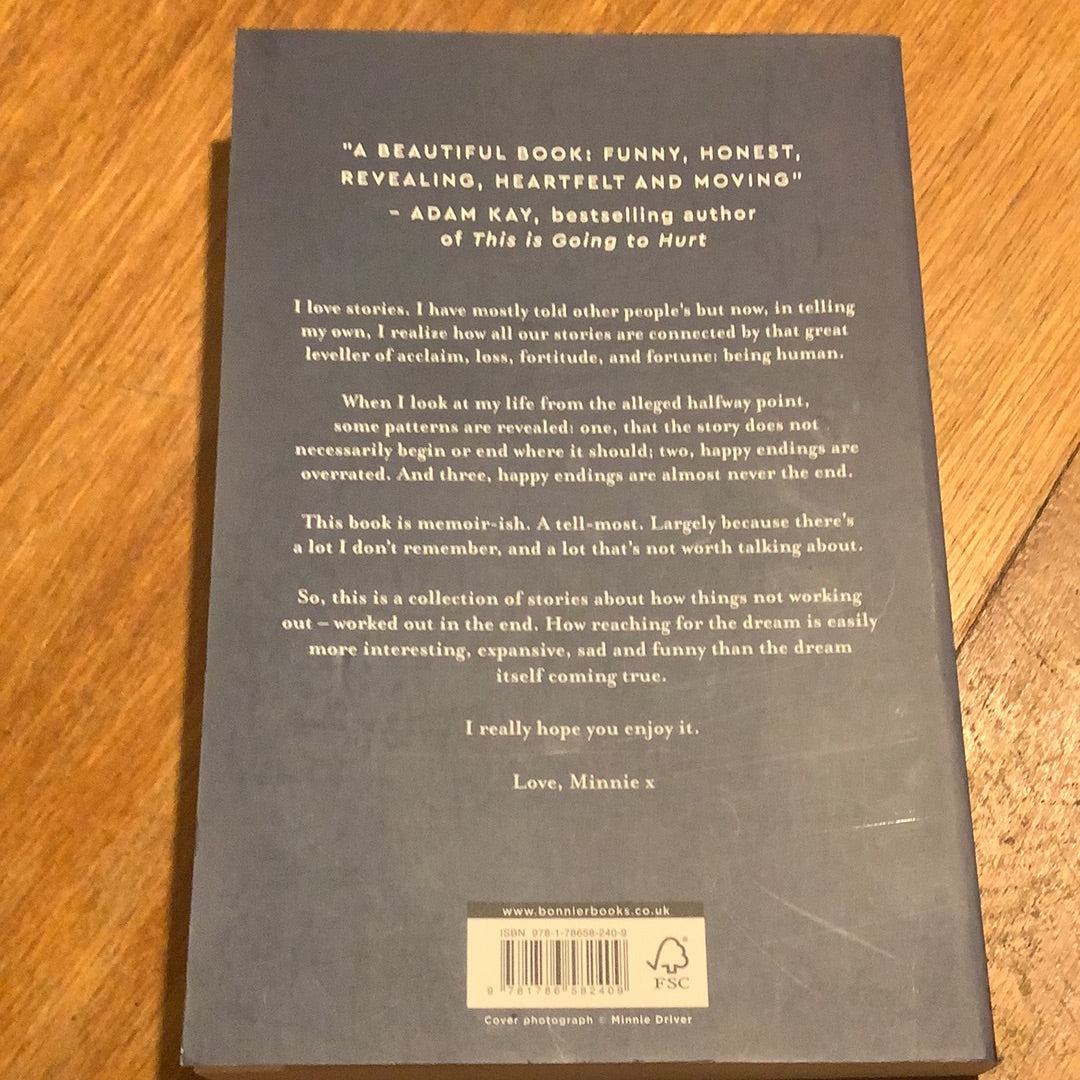 "A BEAUTIFUL BOOK: FUNNY, HONEST,
REVEALING, HEARTFELT AND MOVING"
– ADAM KAY, bestselling author
of This is Going to Hurt
I love stories. I have mostly told other people's but now, in telling
my own, I realize how all our stories are connected by that great
leveller of acclaim, loss, fortitude, and fortune: being human.
When I look at my life from the alleged halfway point,
some patterns are revealed: one, that the story does not
necessarily begin or end where it should; two, happy endings are
overrated. And three, happy endings are almost never the end.
This book is memoir-ish. A tell-most. Largely because there's
a lot I don't remember, and a lot that's not worth talking about.
So, this is a collection of stories about how things not working
out – worked out in the end. How reaching for the dream is easily
more interesting, expansive, sad and funny than the dream
itself coming true.
I really hope you enjoy it.
Love, Minnie x
www.bonnierbooks.co.uk
ISBN 978-1-78658-240-9
9 781786 582409
FSC
Cover photograph © Minnie Driver